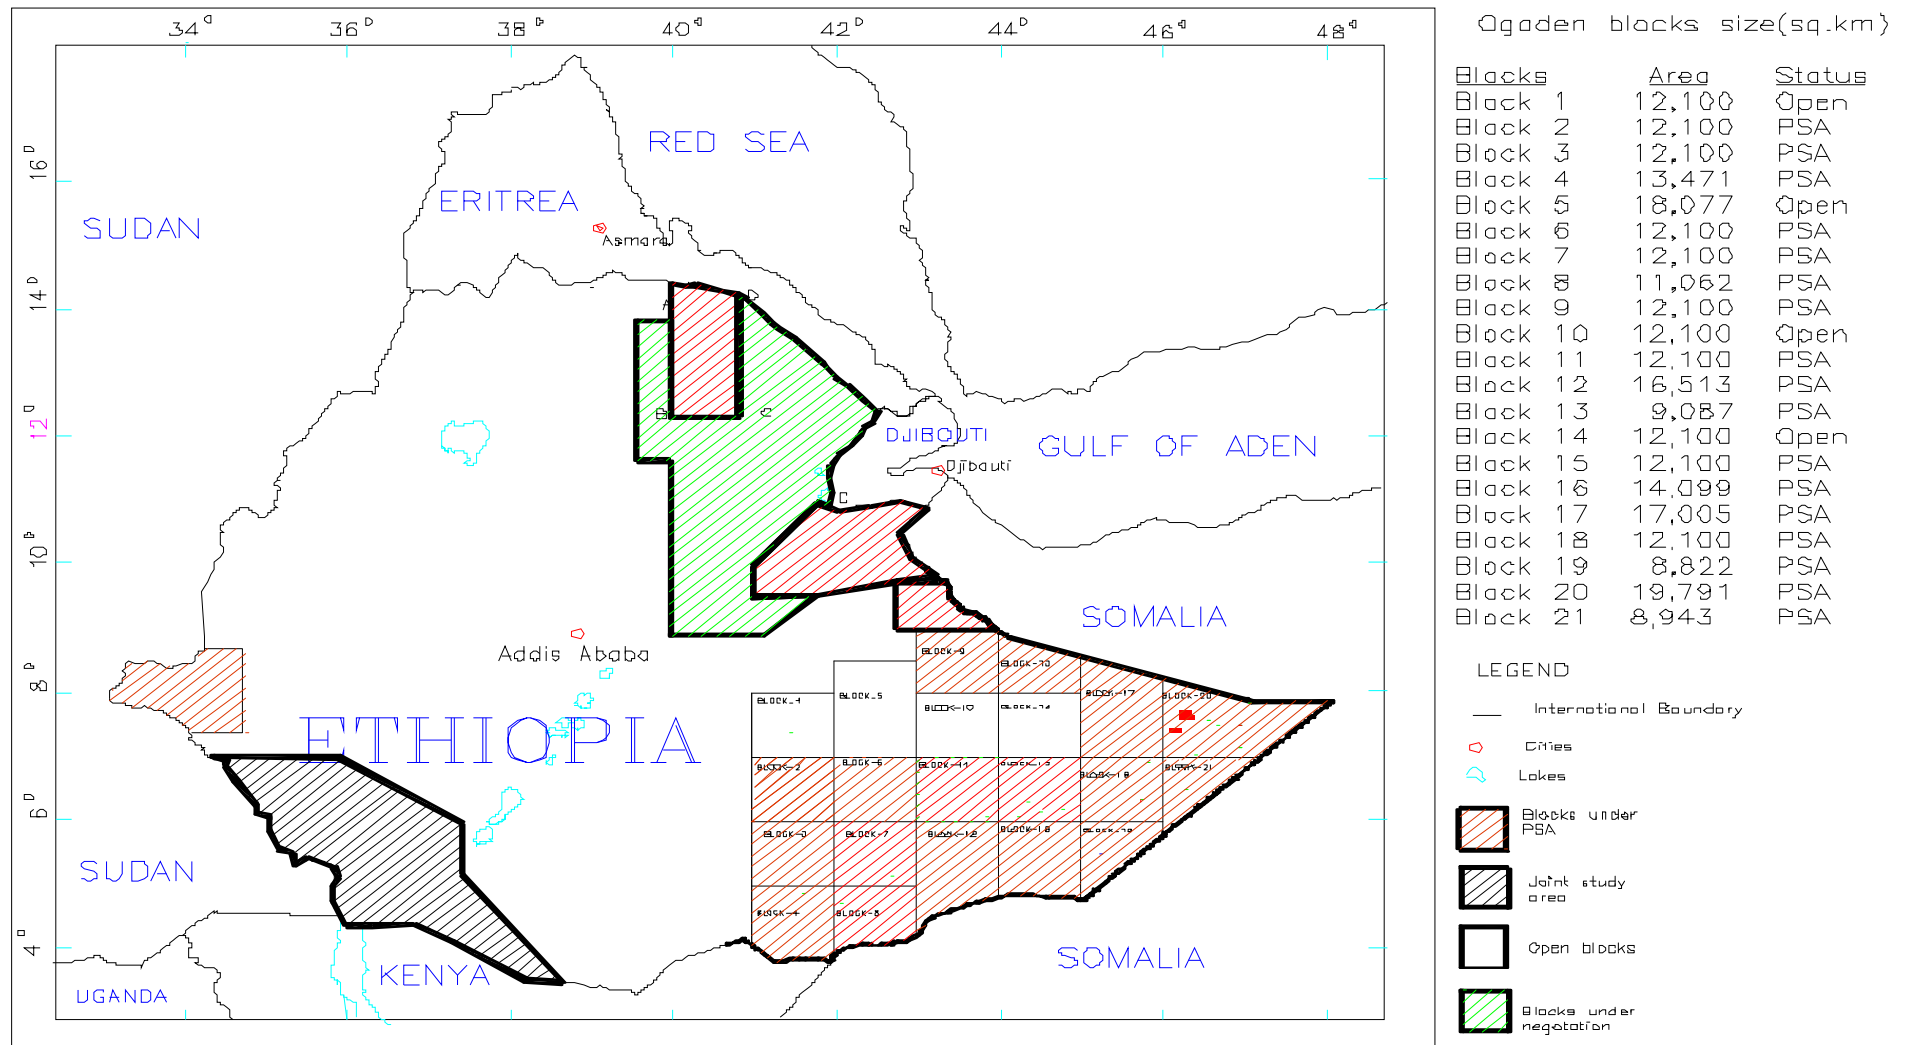 34° 36° 38° 40° 42° 44° 46° 48°
16°
14°
12°
10°
8°
6°
4°
RED SEA
ERITREA
SUDAN
Asmara
A
D
B
C
DJIBOUTI
Djibouti
GULF OF ADEN
C
SOMALIA
Addis Ababa
ETHIOPIA
BLOCK-9
BLOCK-5
BLOCK-17
BLOCK-20
BLOCK-10
BLOCK-2
BLOCK-6
BLOCK-11
BLOCK-18
BLOCK-21
BLOCK-3
BLOCK-7
BLOCK-12
BLOCK-16
BLOCK-8
SUDAN
KENYA
UGANDA
SOMALIA
Ogaden blocks size(sq.km)
Blocks Area Status
Block 1 12,100 Open
Block 2 12,100 PSA
Block 3 12,100 PSA
Block 4 13,471 PSA
Block 5 18,077 Open
Block 6 12,100 PSA
Block 7 12,100 PSA
Block 8 11,062 PSA
Block 9 12,100 PSA
Block 10 12,100 Open
Block 11 12,100 PSA
Block 12 16,513 PSA
Block 13 9,087 PSA
Block 14 12,100 Open
Block 15 12,100 PSA
Block 16 14,099 PSA
Block 17 17,005 PSA
Block 18 12,100 PSA
Block 19 8,822 PSA
Block 20 19,791 PSA
Block 21 8,943 PSA
LEGEND
International Boundary
Cities
Lakes
Blocks under
PSA
Joint study
area
Open blocks
Blocks under
negotation